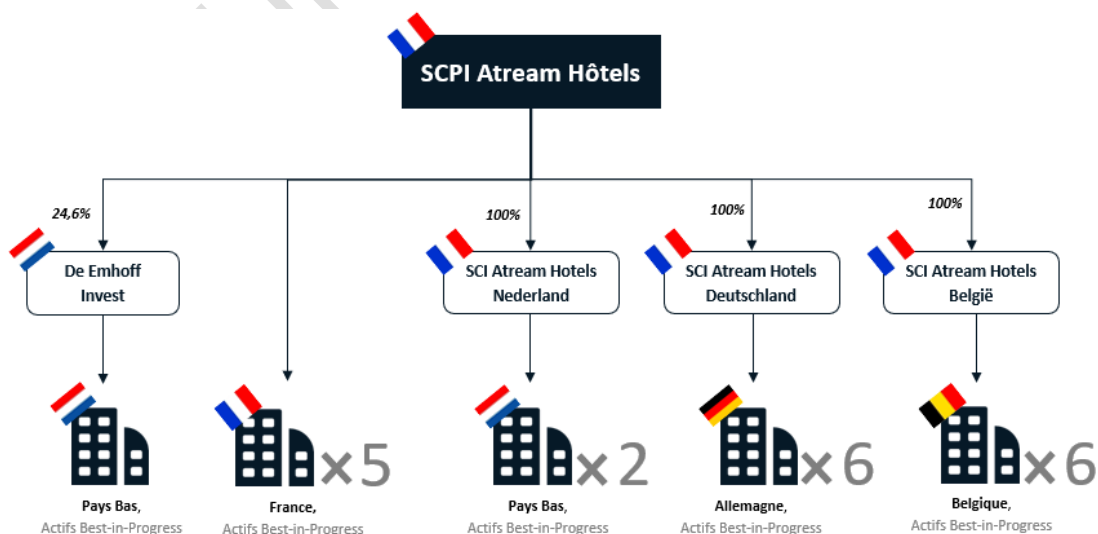 SCPI Atream Hôtels
24,6%
100%
100%
100%
De Emhoff
Invest
SCI Atream Hotels
Nederland
SCI Atream Hotels
Deutschland
SCI Atream Hotels
België
×5
×2
×6
×6
Pays Bas,
Actifs Best-in-Progress
France,
Actifs Best-in-Progress
Pays Bas,
Actifs Best-in-Progress
Allemagne,
Actifs Best-in-Progress
Belgique,
Actifs Best-in-Progress